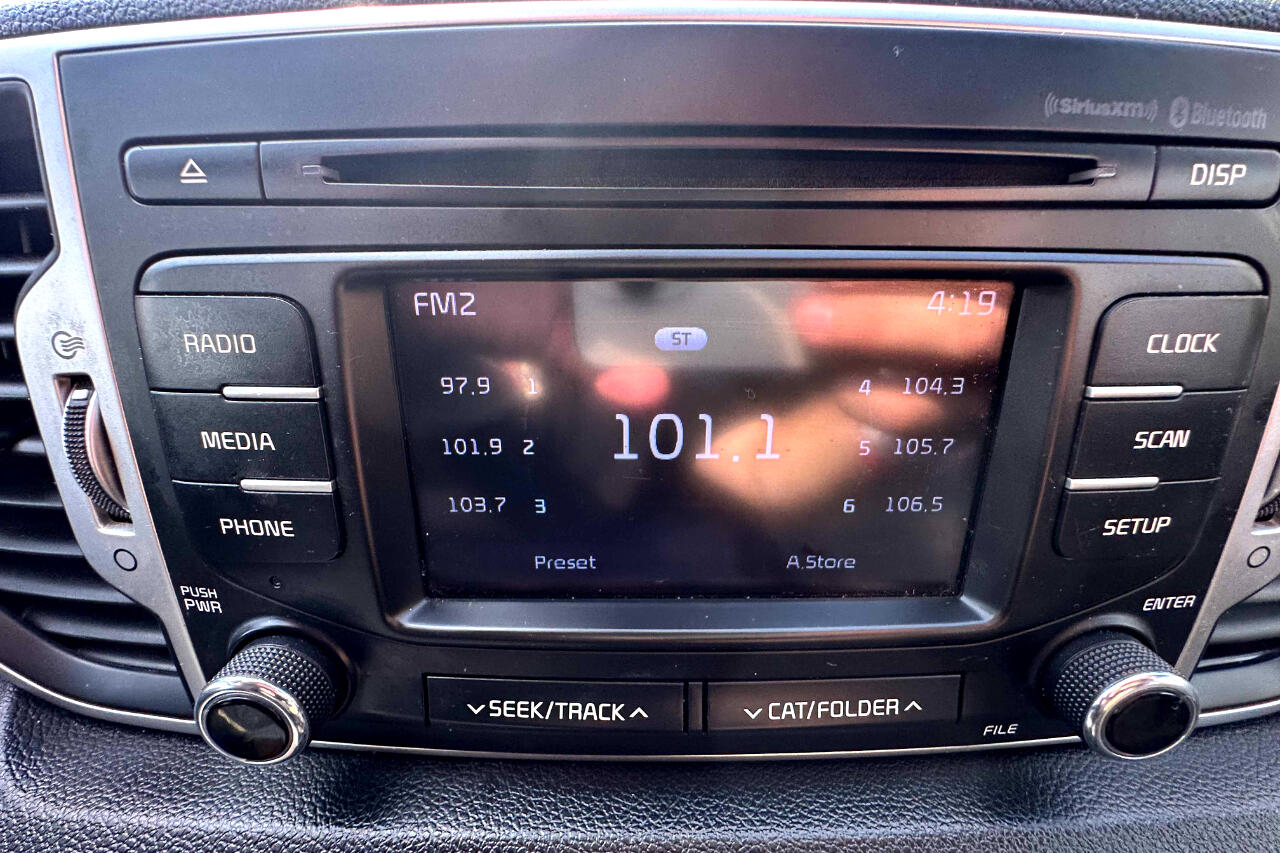 SiriusXM Bluetooth
DISP
FM2 4:19
ST
RADIO
MEDIA
PHONE
97.9 1
101.9 2
103.7 3
101.1
4 104.3
5 105.7
6 106.5
Preset A.Store
CLOCK
SCAN
SETUP
PUSH
PWR
ENTER
SEEK/TRACK
CAT/FOLDER
FILE